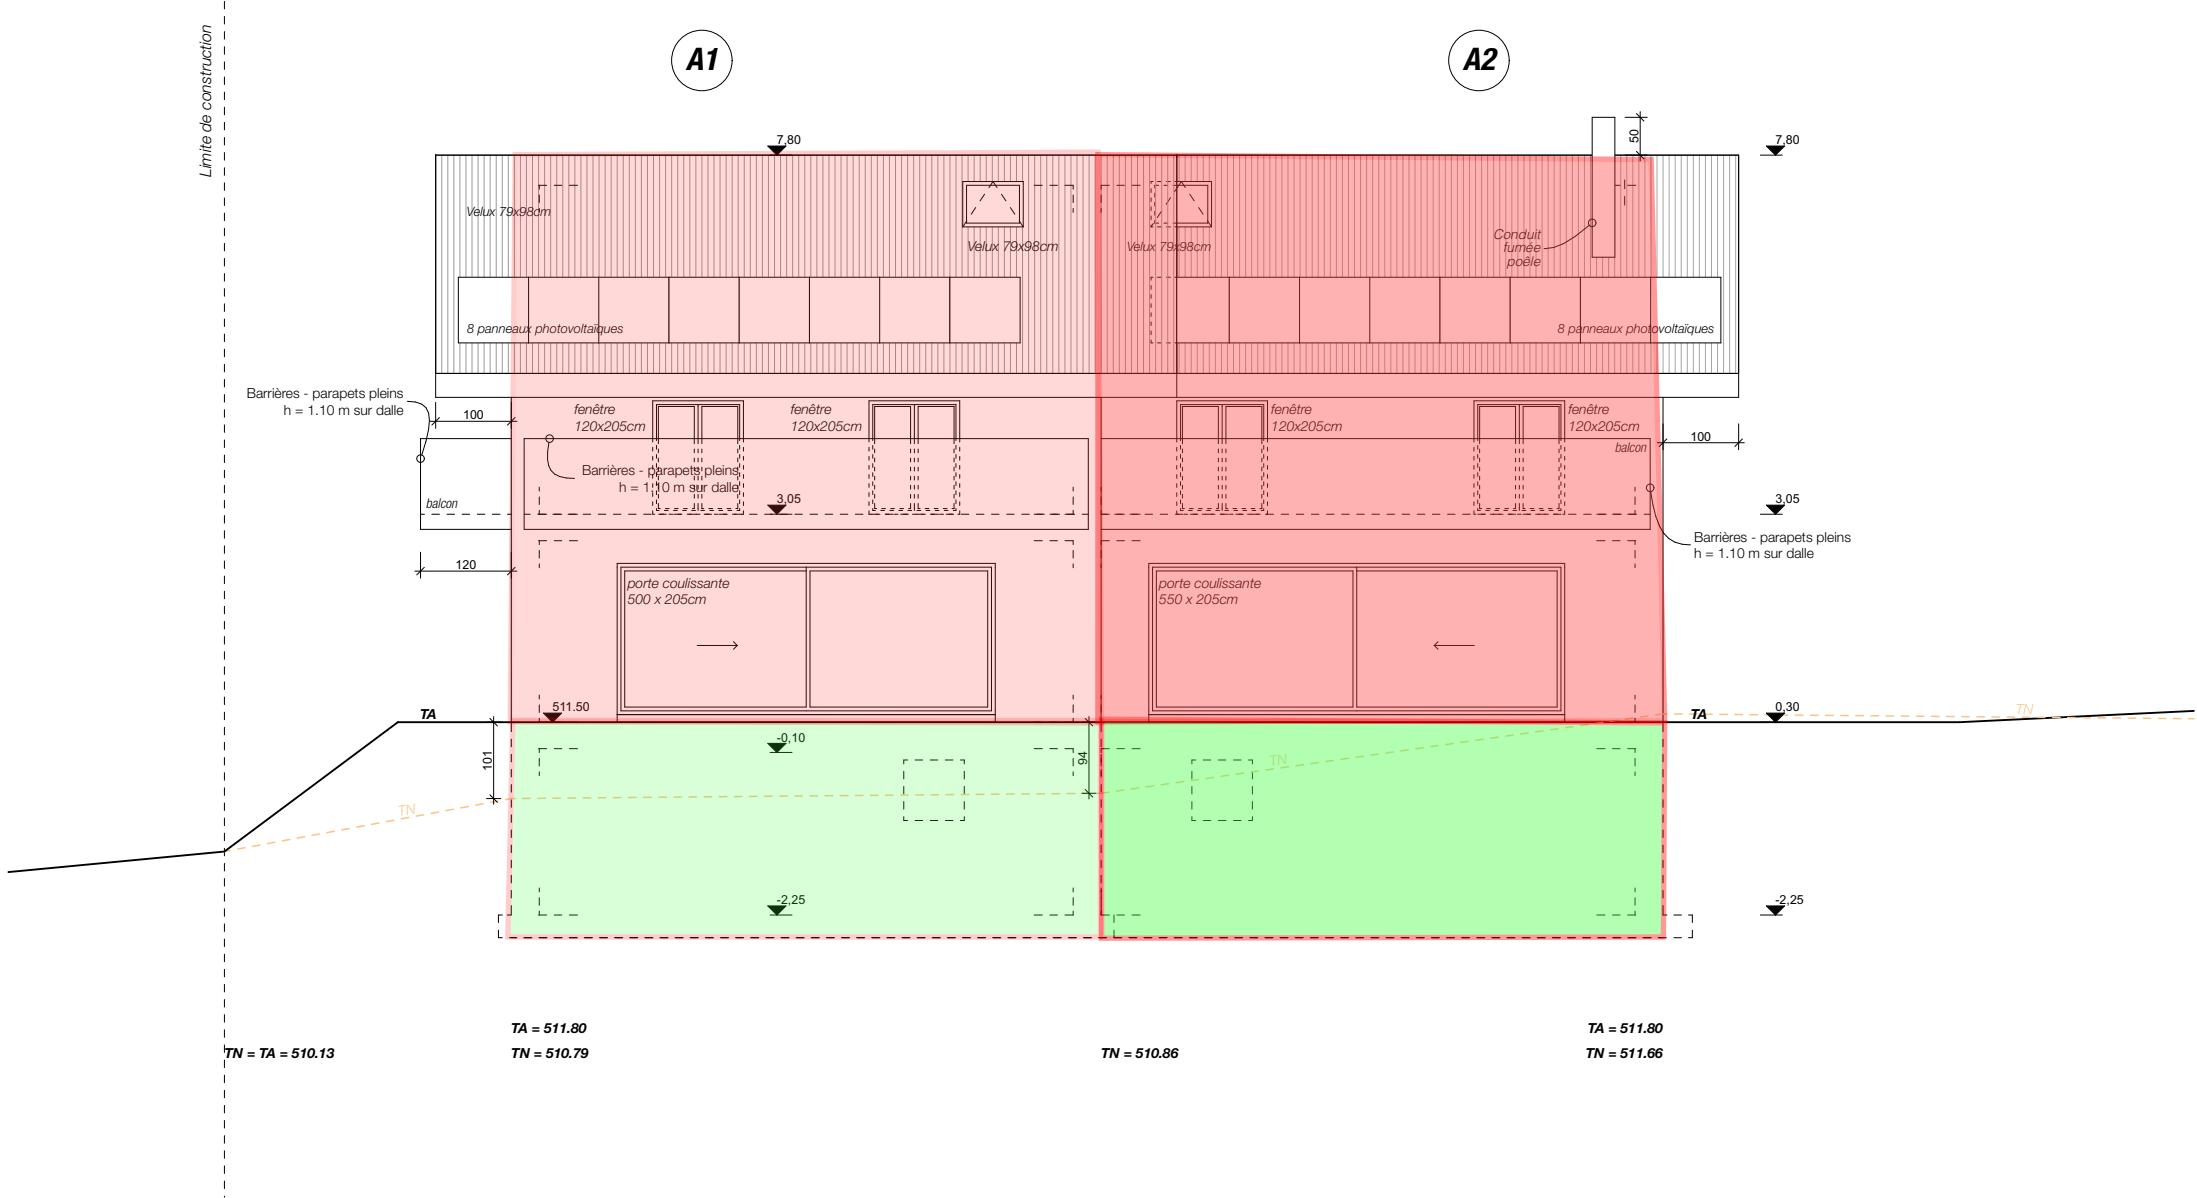 Limite de construction
A1
A2
7,80
50
7,80
Velux 79x98cm
Velux 79x98cm
Velux 79x98cm
Conduit
fumée
poêle
8 panneaux photovoltaïques
8 panneaux photovoltaïques
Barrières - parapets pleins
h = 1.10 m sur dalle
100
fenêtre
120x205cm
fenêtre
120x205cm
fenêtre
120x205cm
fenêtre
120x205cm
balcon
100
Barrières - parapets pleins
h = 1.10 m sur dalle
balcon
3,05
3,05
Barrières - parapets pleins
h = 1.10 m sur dalle
120
porte coulissante
500 x 205cm
porte coulissante
550 x 205cm
TA
511.50
TA
0,30
TN
101
-0,10
94
TN
TN
-2,25
-2,25
TA = 511.80
TA = 511.80
TN = TA = 510.13
TN = 510.79
TN = 510.86
TN = 511.66